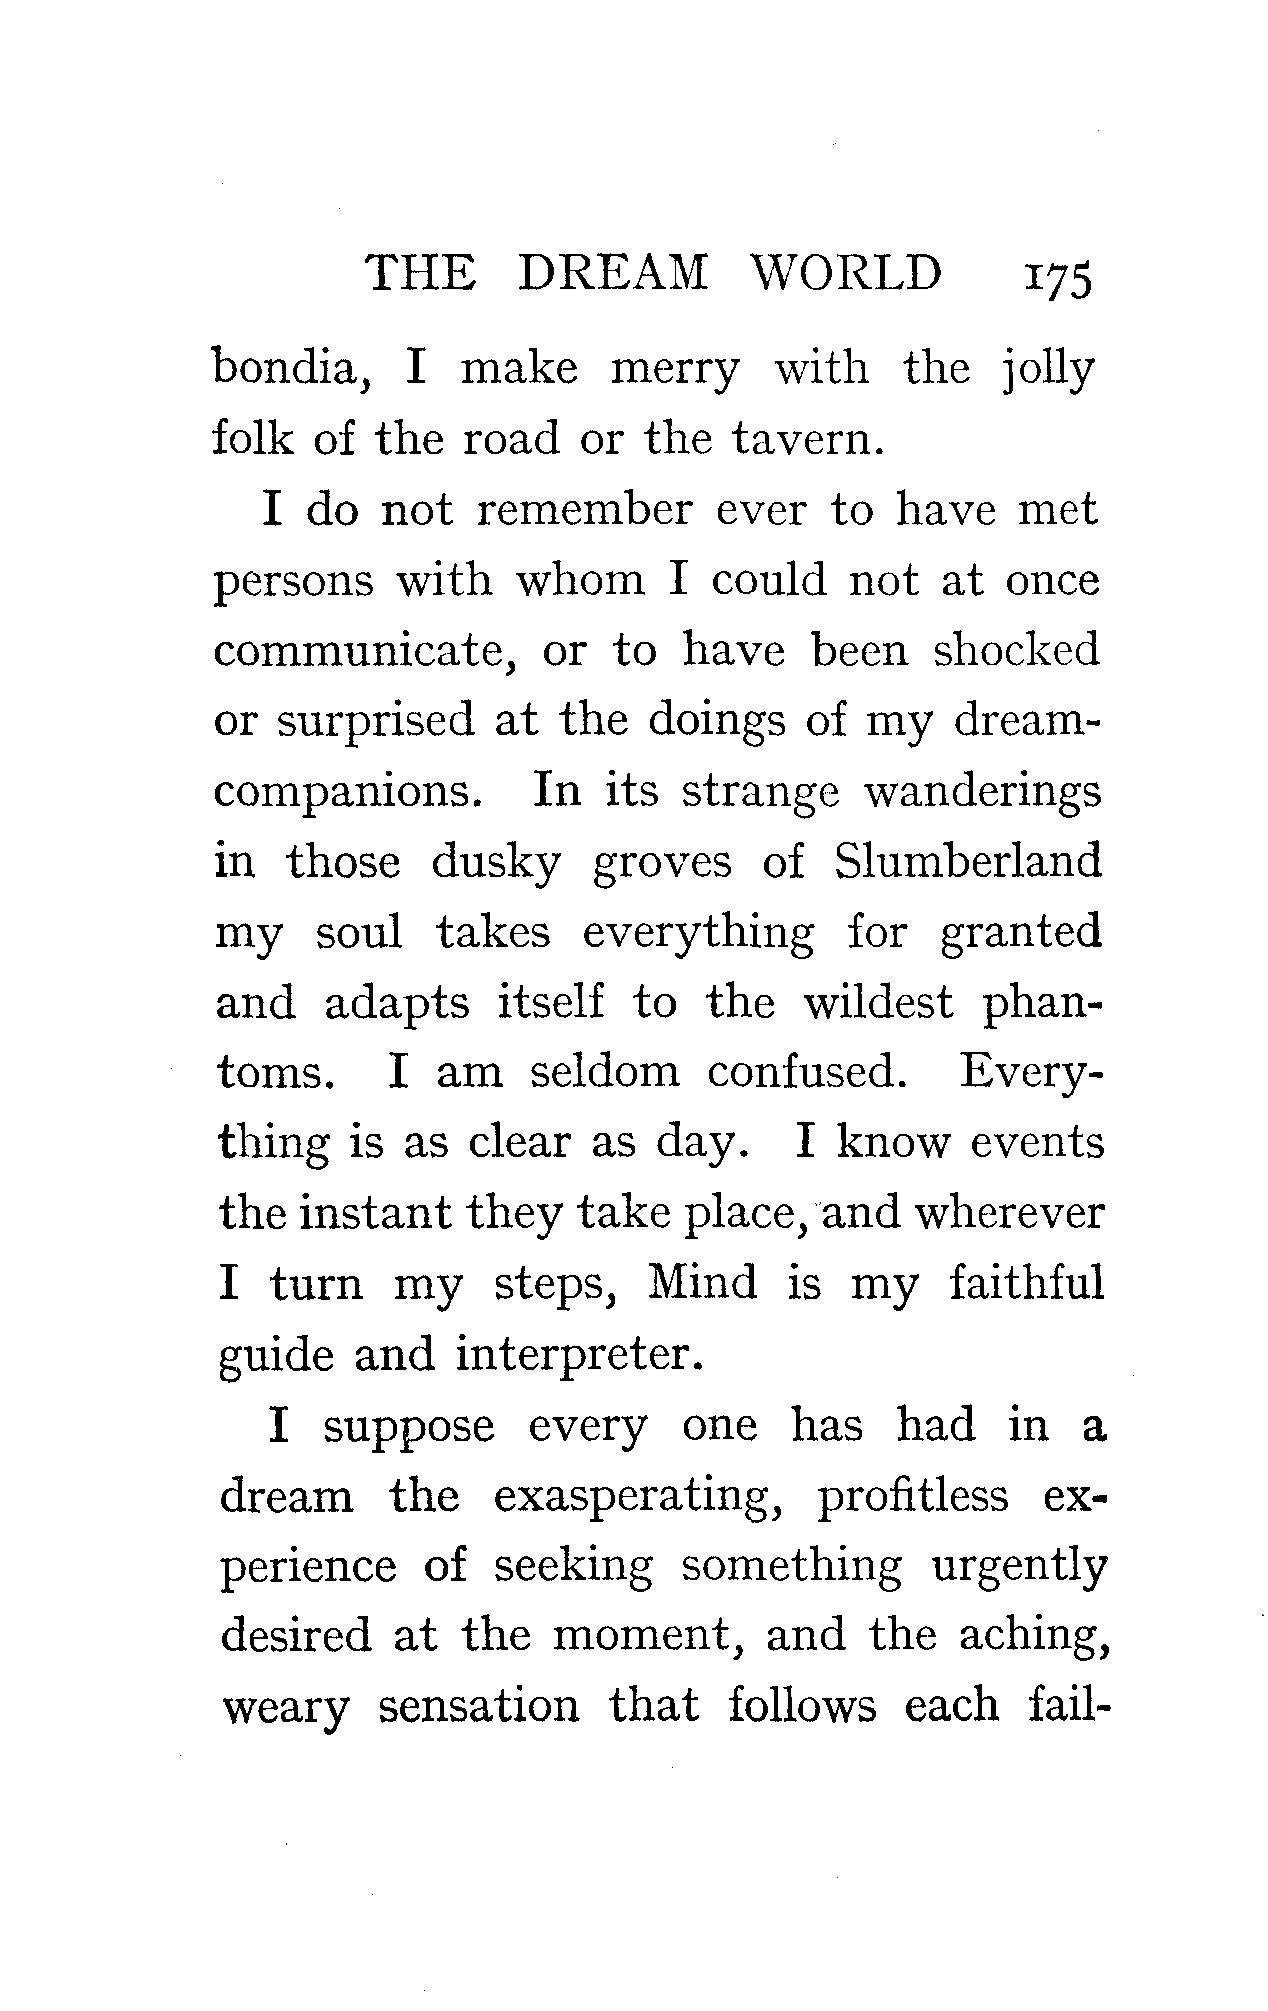 THE DREAM WORLD 175
bondia, I make merry with the jolly
folk of the road or the tavern.
I do not remember ever to have met
persons with whom I could not at once
communicate, or to have been shocked
or surprised at the doings of my dream-
companions. In its strange wanderings
in those dusky groves of Slumberland
my soul takes everything for granted
and adapts itself to the wildest phan-
toms. I am seldom confused. Every-
thing is as clear as day. I know events
the instant they take place, and wherever
I turn my steps, Mind is my faithful
guide and interpreter.
I suppose every one has had in a
dream the exasperating, profitless ex-
perience of seeking something urgently
desired at the moment, and the aching,
weary sensation that follows each fail-